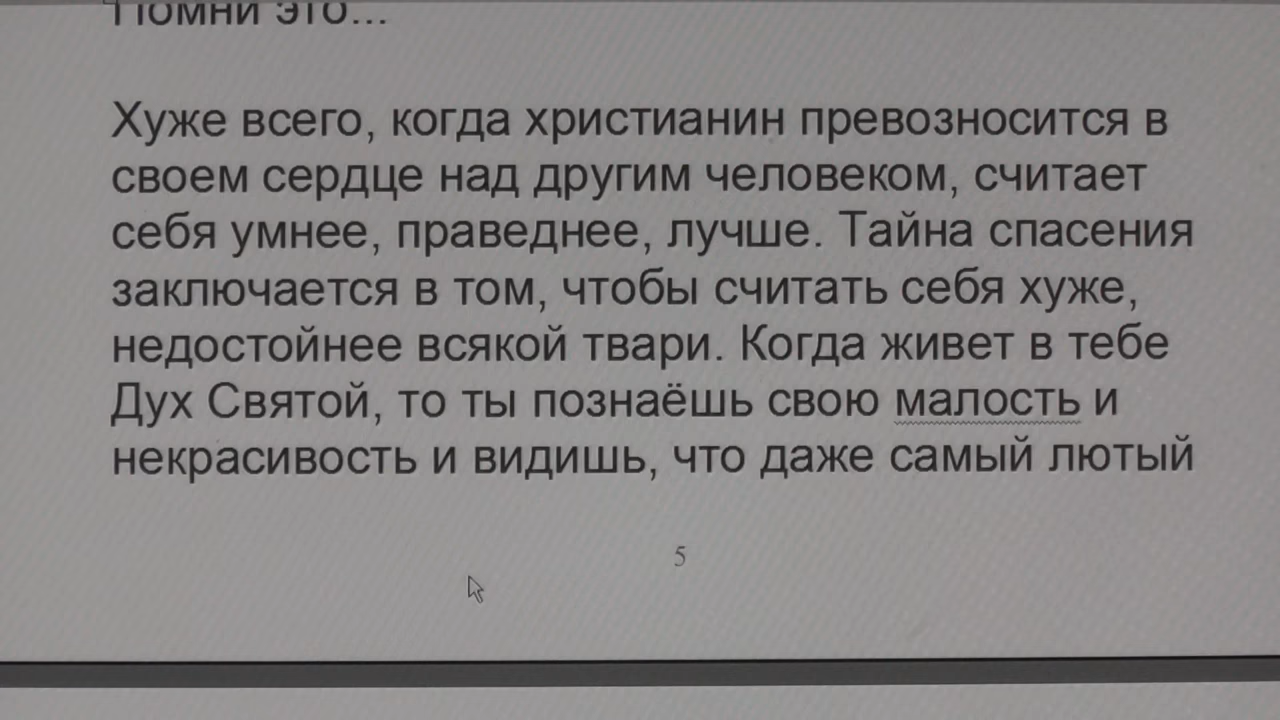 Помни это...
Хуже всего, когда христианин превозносится в
своем сердце над другим человеком, считает
себя умнее, праведнее, лучше. Тайна спасения
заключается в том, чтобы считать себя хуже,
недостойнее всякой твари. Когда живет в тебе
Дух Святой, то ты познаёшь свою малость и
некрасивость и видишь, что даже самый лютый
5